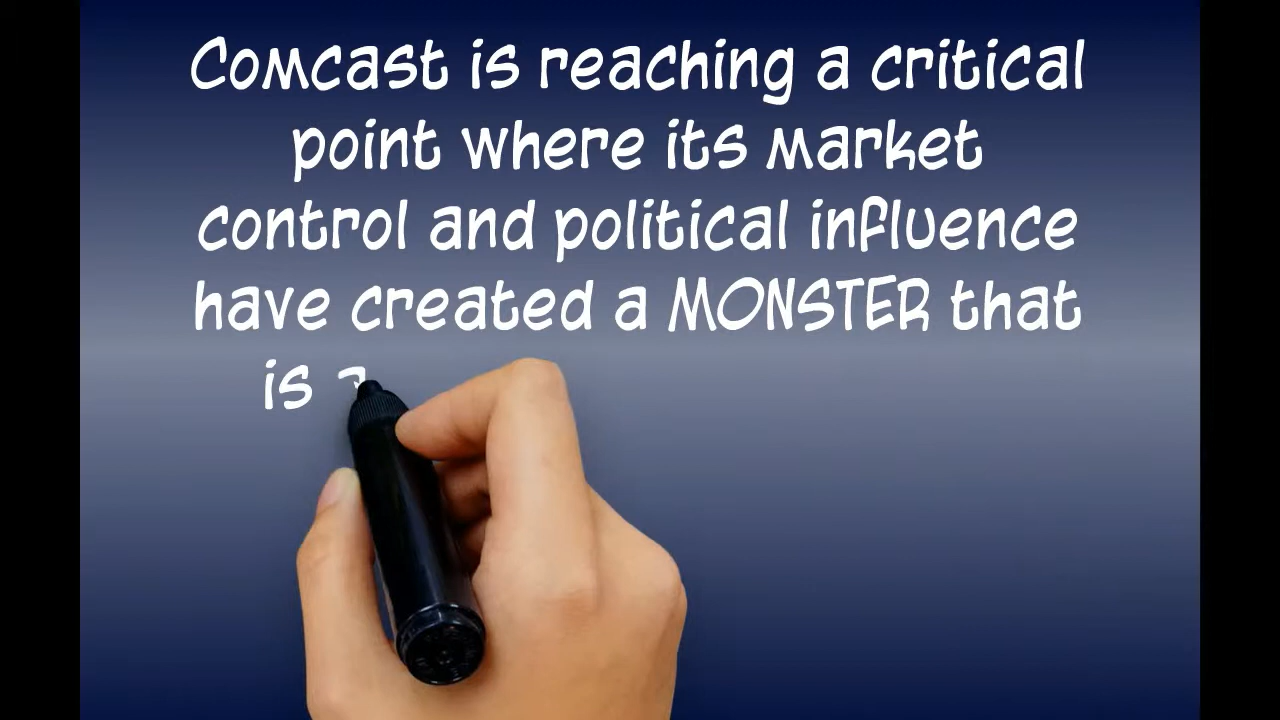 Comcast is reaching a critical
point where its market
control and political influence
have created a MONSTER that
is